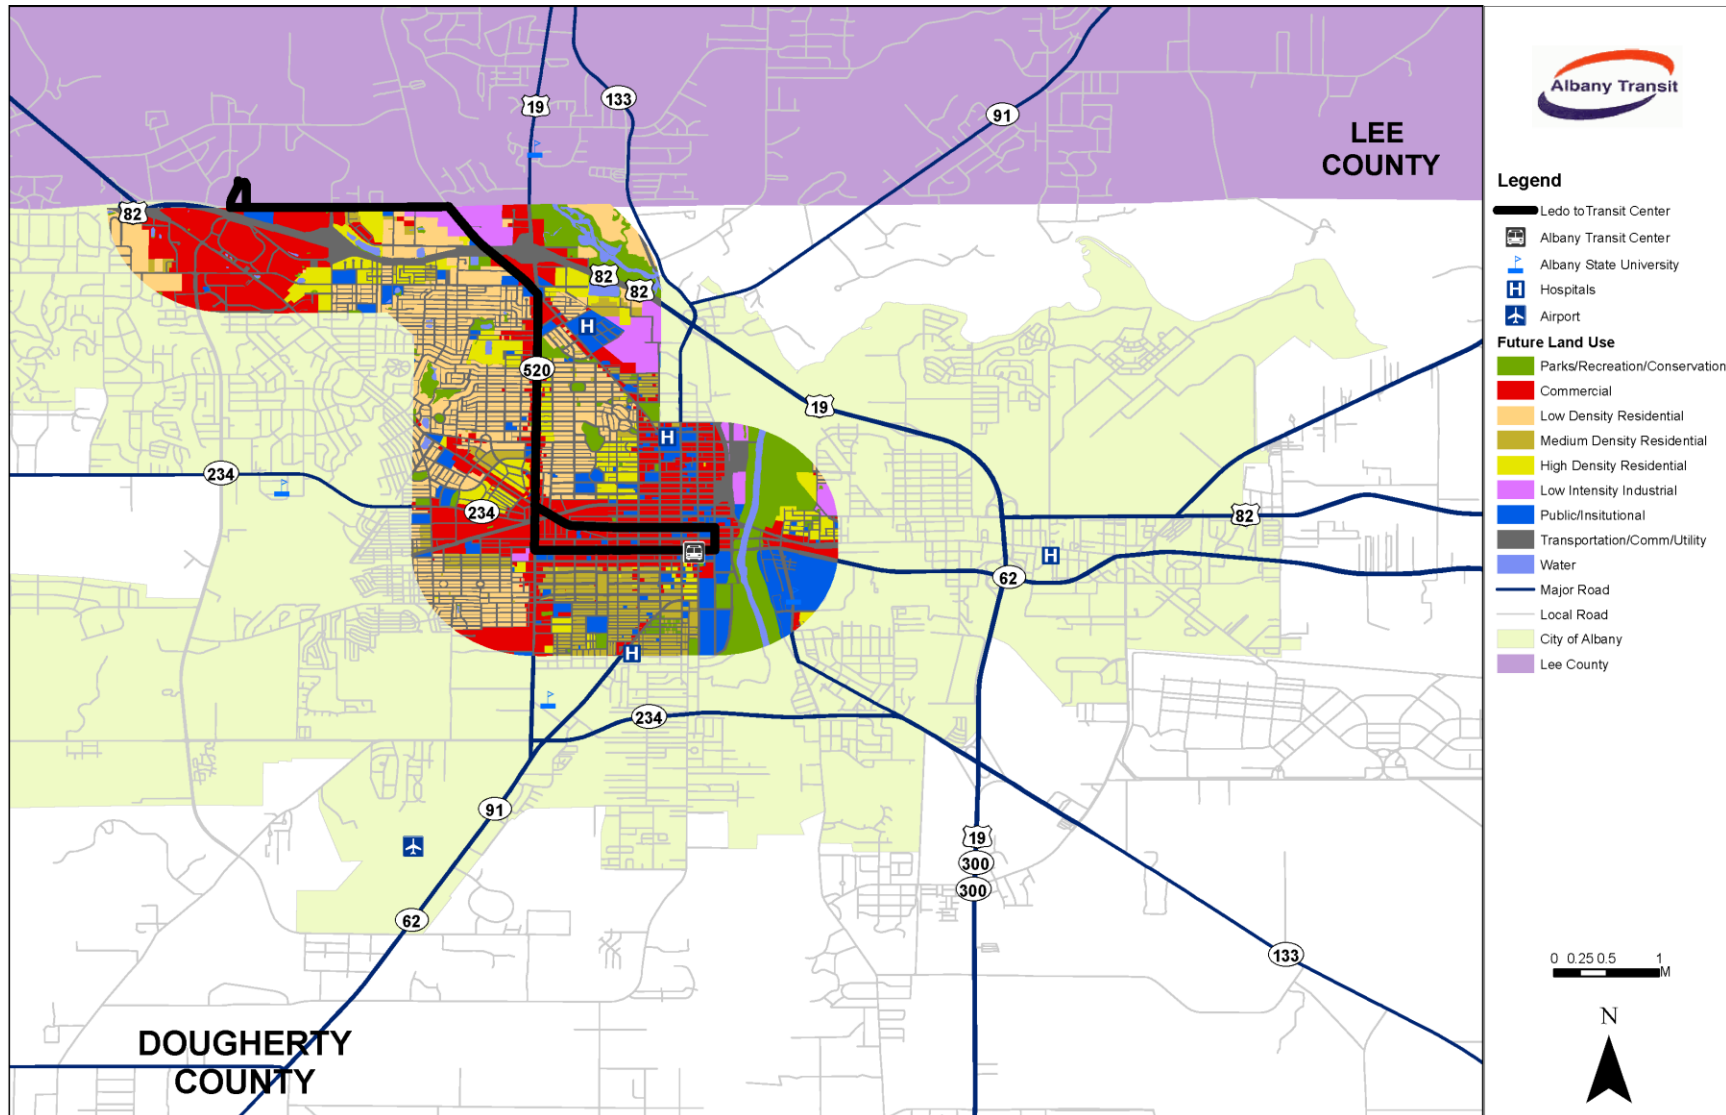 19
133
91
LEE
COUNTY
82
82
82
520
19
234
234
82
62
234
91
19
300
300
62
133
DOUGHERTY
COUNTY
H
H
H
H
Albany Transit
Legend
Ledo to Transit Center
Albany Transit Center
Albany State University
H Hospitals
Airport
Future Land Use
Parks/Recreation/Conservation
Commercial
Low Density Residential
Medium Density Residential
High Density Residential
Low Intensity Industrial
Public/Insitutional
Transportation/Comm/Utility
Water
Major Road
Local Road
City of Albany
Lee County
0 0.25 0.5 1
M
N